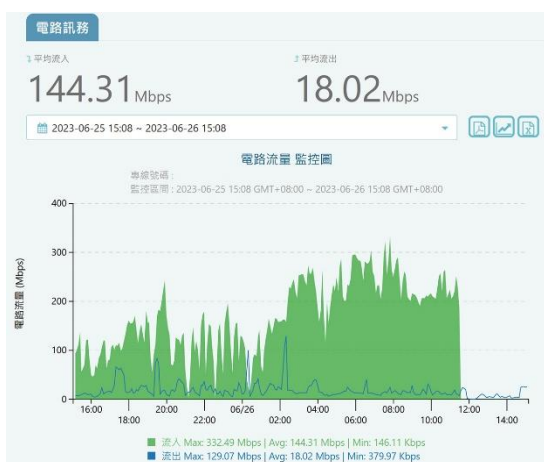 電路訊務
平均流入
平均流出
144.31 Mbps
18.02 Mbps
2023-06-25 15:08 ~ 2023-06-26 15:08
電路流量 監控圖
專線號碼 :
監控區間 : 2023-06-25 15:08 GMT+08:00 ~ 2023-06-26 15:08 GMT+08:00
電路流量 (Mbps)
400
300
200
100
0
16:00 18:00 20:00 22:00 06/26 02:00 04:00 06:00 08:00 10:00 12:00 14:00
流入 Max: 332.49 Mbps | Avg: 144.31 Mbps | Min: 146.11 Kbps
流出 Max: 129.07 Mbps | Avg: 18.02 Mbps | Min: 379.97 Kbps